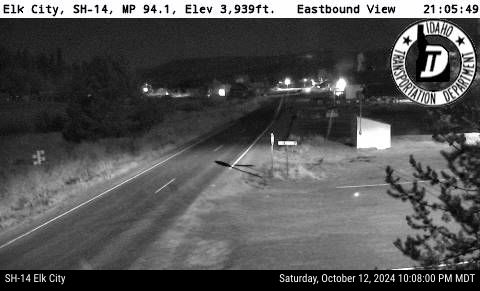 Elk City, SH-14, MP 94.1, Elev 3,939ft. Eastbound View 21:05:49
IDAHO
TRANSPORTATION DEPARTMENT
SH-14 Elk City Saturday, October 12, 2024 10:08:00 PM MDT